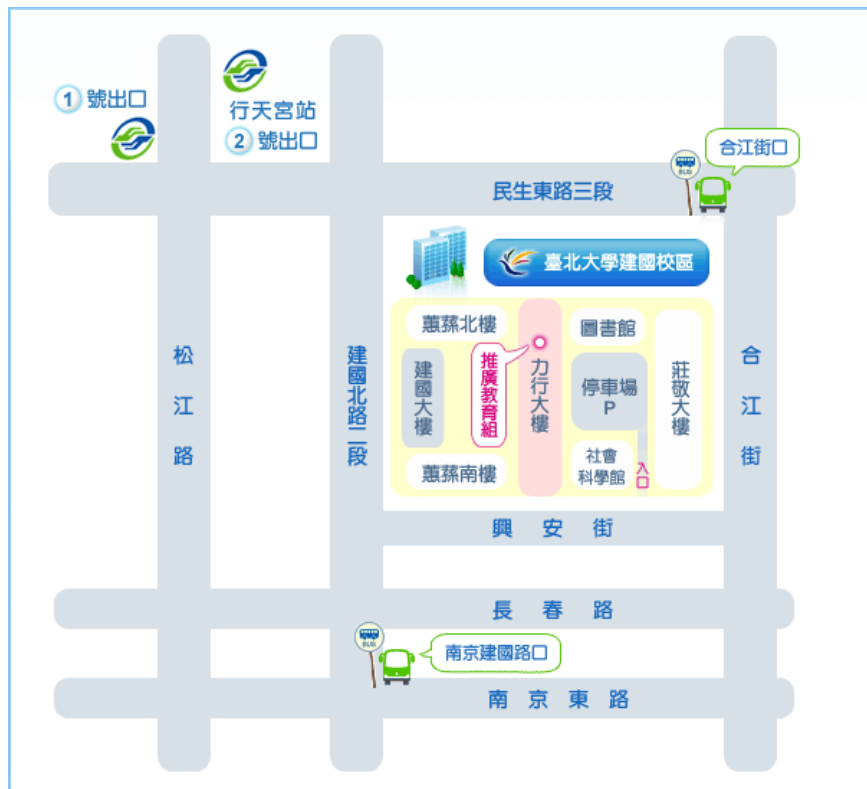 1 號出口
行天宮站
2 號出口
合江街口
BUS
民生東路三段
臺北大學建國校區
蕙蓀北樓
圖書館
松江路
建國北路二段
建國大樓
推廣教育組
力行大樓
停車場
P
莊敬大樓
合江街
蕙蓀南樓
社會
科學館
入口
興安街
長春路
BUS
南京建國路口
南京東路